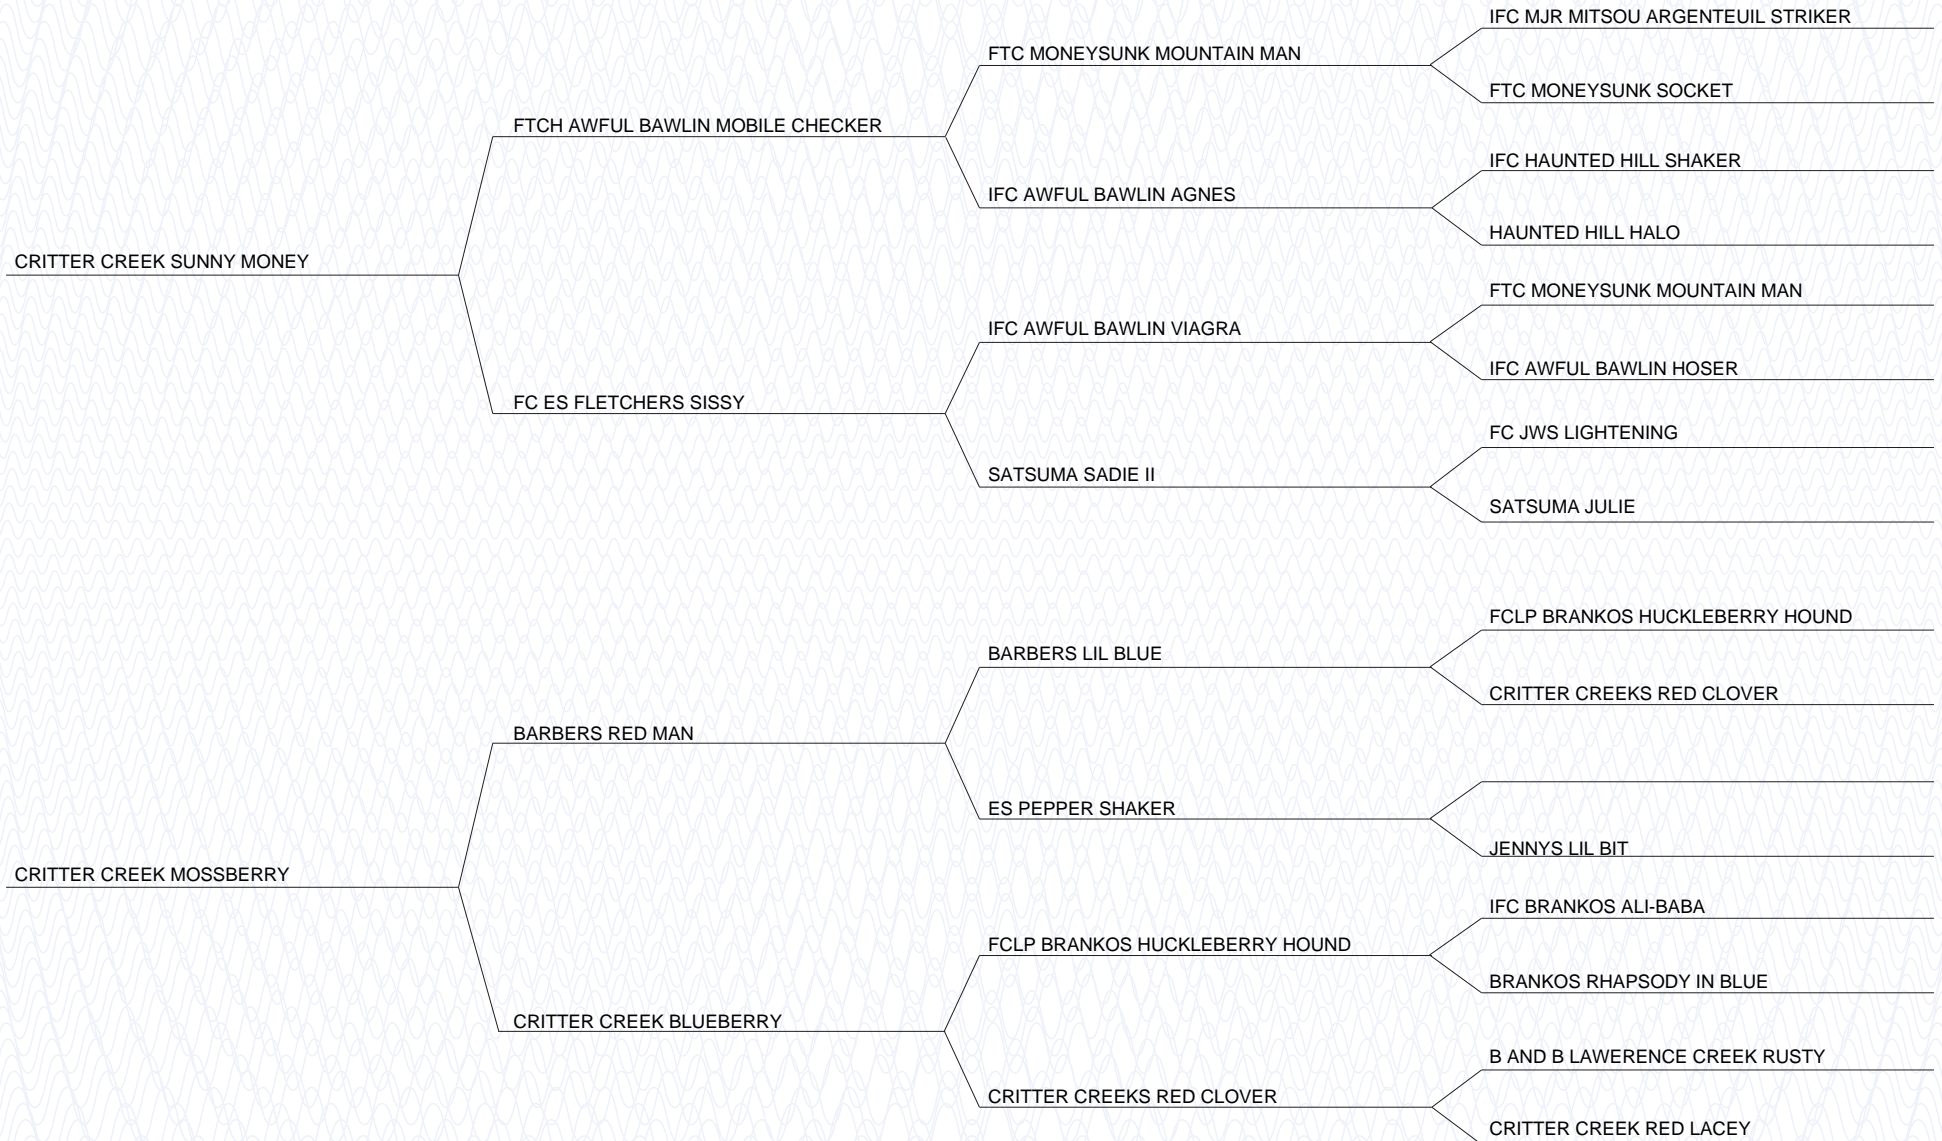 IFC MJR MITSOU ARGENTEUIL STRIKER
FTC MONEYSUNK MOUNTAIN MAN
FTC MONEYSUNK SOCKET
FTCH AWFUL BAWLIN MOBILE CHECKER
IFC HAUNTED HILL SHAKER
IFC AWFUL BAWLIN AGNES
HAUNTED HILL HALO
CRITTER CREEK SUNNY MONEY
FTC MONEYSUNK MOUNTAIN MAN
IFC AWFUL BAWLIN VIAGRA
IFC AWFUL BAWLIN HOSER
FC ES FLETCHERS SISSY
FC JWS LIGHTENING
SATSUMA SADIE II
SATSUMA JULIE
FCLP BRANKOS HUCKLEBERRY HOUND
BARBERS LIL BLUE
CRITTER CREEKS RED CLOVER
BARBERS RED MAN
ES PEPPER SHAKER
JENNYS LIL BIT
CRITTER CREEK MOSSBERRY
IFC BRANKOS ALI-BABA
FCLP BRANKOS HUCKLEBERRY HOUND
BRANKOS RHAPSODY IN BLUE
CRITTER CREEK BLUEBERRY
B AND B LAWERENCE CREEK RUSTY
CRITTER CREEKS RED CLOVER
CRITTER CREEK RED LACEY